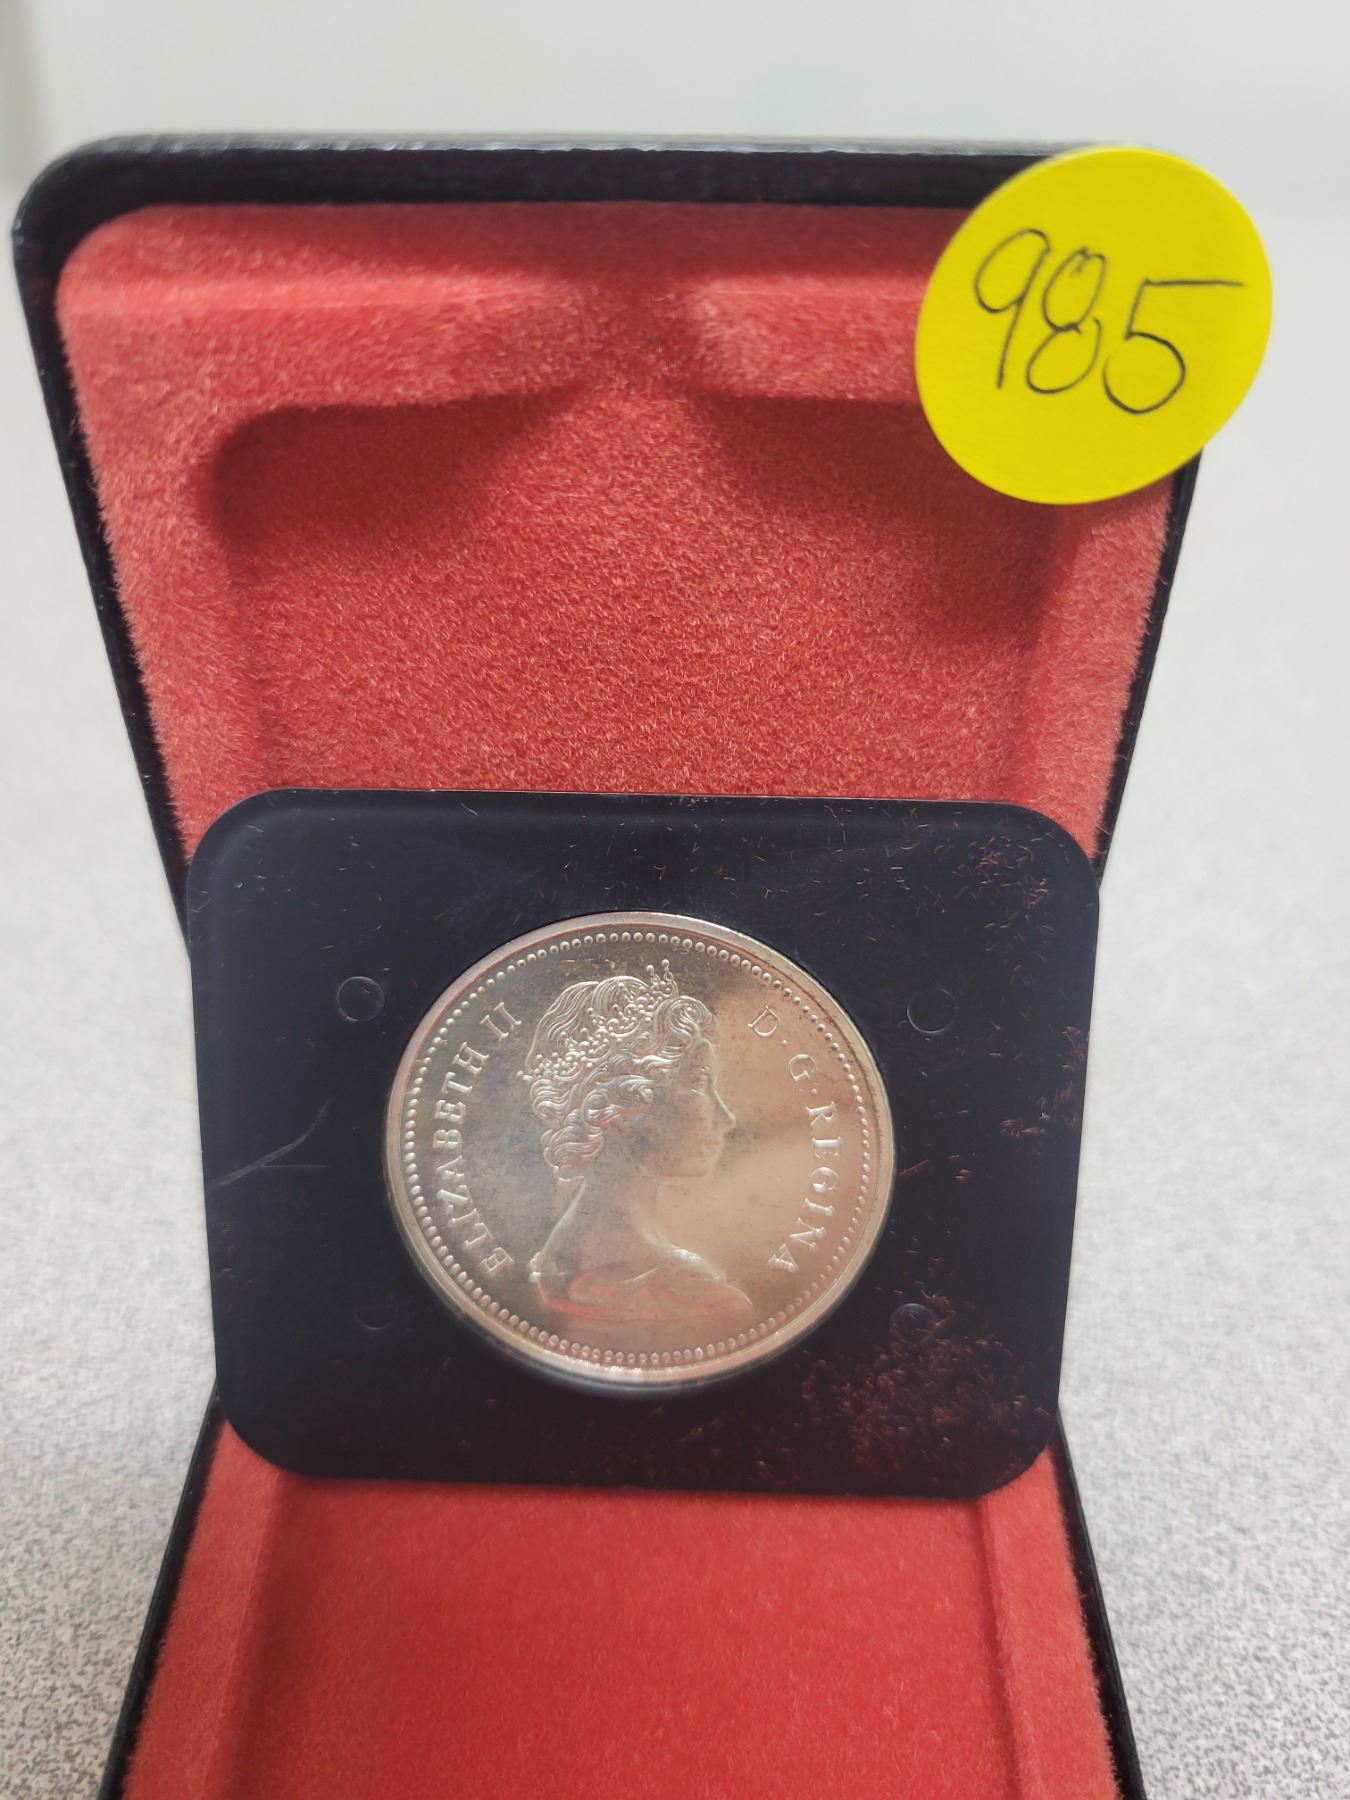 985
ELIZABETH II D·G·REGINA